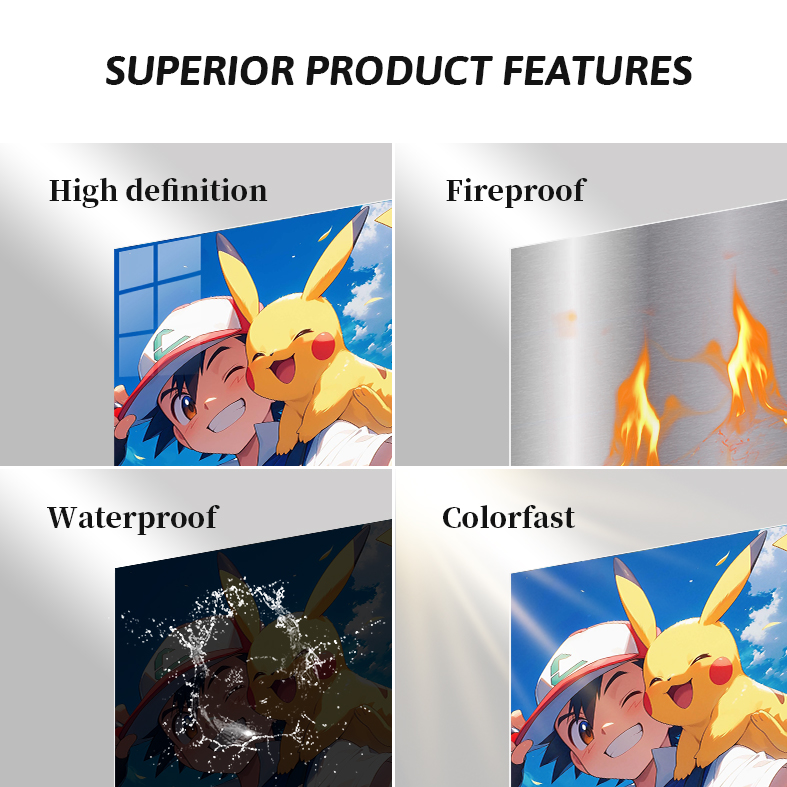 SUPERIOR PRODUCT FEATURES
High definition
Fireproof
Waterproof
Colorfast